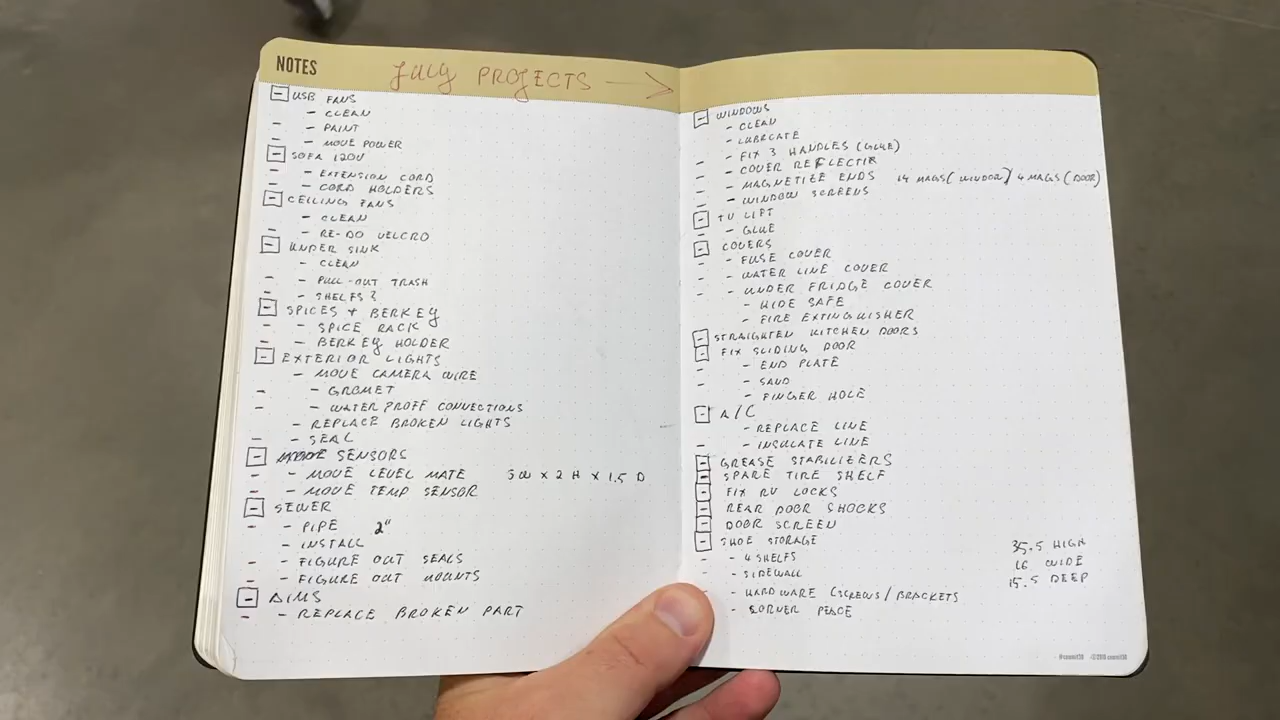 NOTES
July PROJECTS →
USB FANS
- CLEAN
- PAINT
- MOVE POWER
SOFA 120V
- EXTENSION CORD
- CORD HOLDERS
CEILING FANS
- CLEAN
- RE-DO VELCRO
UNDER SINK
- CLEAN
- PULL-OUT TRASH
- SHELFS?
SPICES + BERKEY
- SPICE RACK
- BERKEY HOLDER
EXTERIOR LIGHTS
- MOVE CAMERA WIRE
- GROMET
- WATER PROFF CONNECTIONS
- REPLACE BROKEN LIGHTS
- SEAL
SENSORS
- MOVE LEVEL MATE 3W x 2H x 1.5 D
- MOVE TEMP SENSOR
SEWER
- PIPE 2"
- INSTALL
- FIGURE OUT SEALS
- FIGURE OUT MOUNTS
AIMS
- REPLACE BROKEN PART
WINDOWS
- CLEAN
- LUBRCATE
- FIX 3 HANDLES (GLUE)
- COVER REFLECTIX
- MAGNETIZE ENDS 14 MAGS (WINDOW) 4 MAGS (DOOR)
- WINDOW SCREENS
TV LIFT
- GLUE
COVERS
- FUSE COVER
- WATER LINE COVER
- UNDER FRIDGE COVER
- HIDE SAFE
- FIRE EXTINGUISHER
STRAIGHTEN KITCHEN DOORS
FIX SLIDING DOOR
- END PLATE
- SAND
- FINGER HOLE
A/C
- REPLACE LINE
- INSULATE LINE
GREASE STABILIZERS
SPARE TIRE SHELF
FIX RV LOCKS
REAR DOOR SHOCKS
DOOR SCREEN
SHOE STORAGE
- 4 SHELFS
- SIDEWALL
- HARDWARE (SCREWS / BRACKETS
- CORNER PEACE
35.5 HIGH
16 WIDE
15.5 DEEP